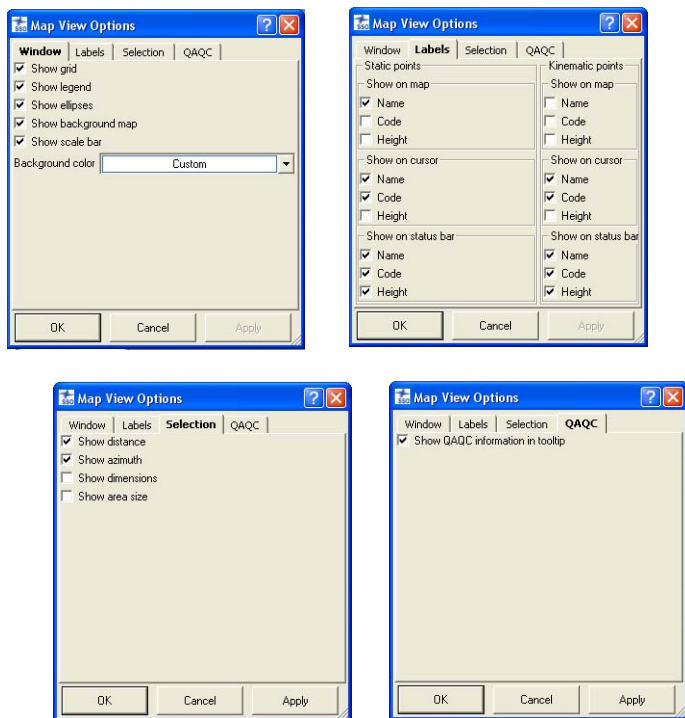 Map View Options
Window Labels Selection QAQC
Show grid
Show legend
Show ellipses
Show background map
Show scale bar
Background color Custom
OK Cancel Apply
Map View Options
Window Labels Selection QAQC
Static points
Show on map
Name
Code
Height
Show on cursor
Name
Code
Height
Show on status bar
Name
Code
Height
Kinematic points
Show on map
Name
Code
Height
Show on cursor
Name
Code
Height
Show on status bar
Name
Code
Height
OK Cancel Apply
SSO Map View Options
Window Labels Selection QAQC
Show distance
Show azimuth
Show dimensions
Show area size
OK Cancel Apply
Map View Options
Window Labels Selection QAQC
Show QAQC information in tooltip
OK Cancel Apply